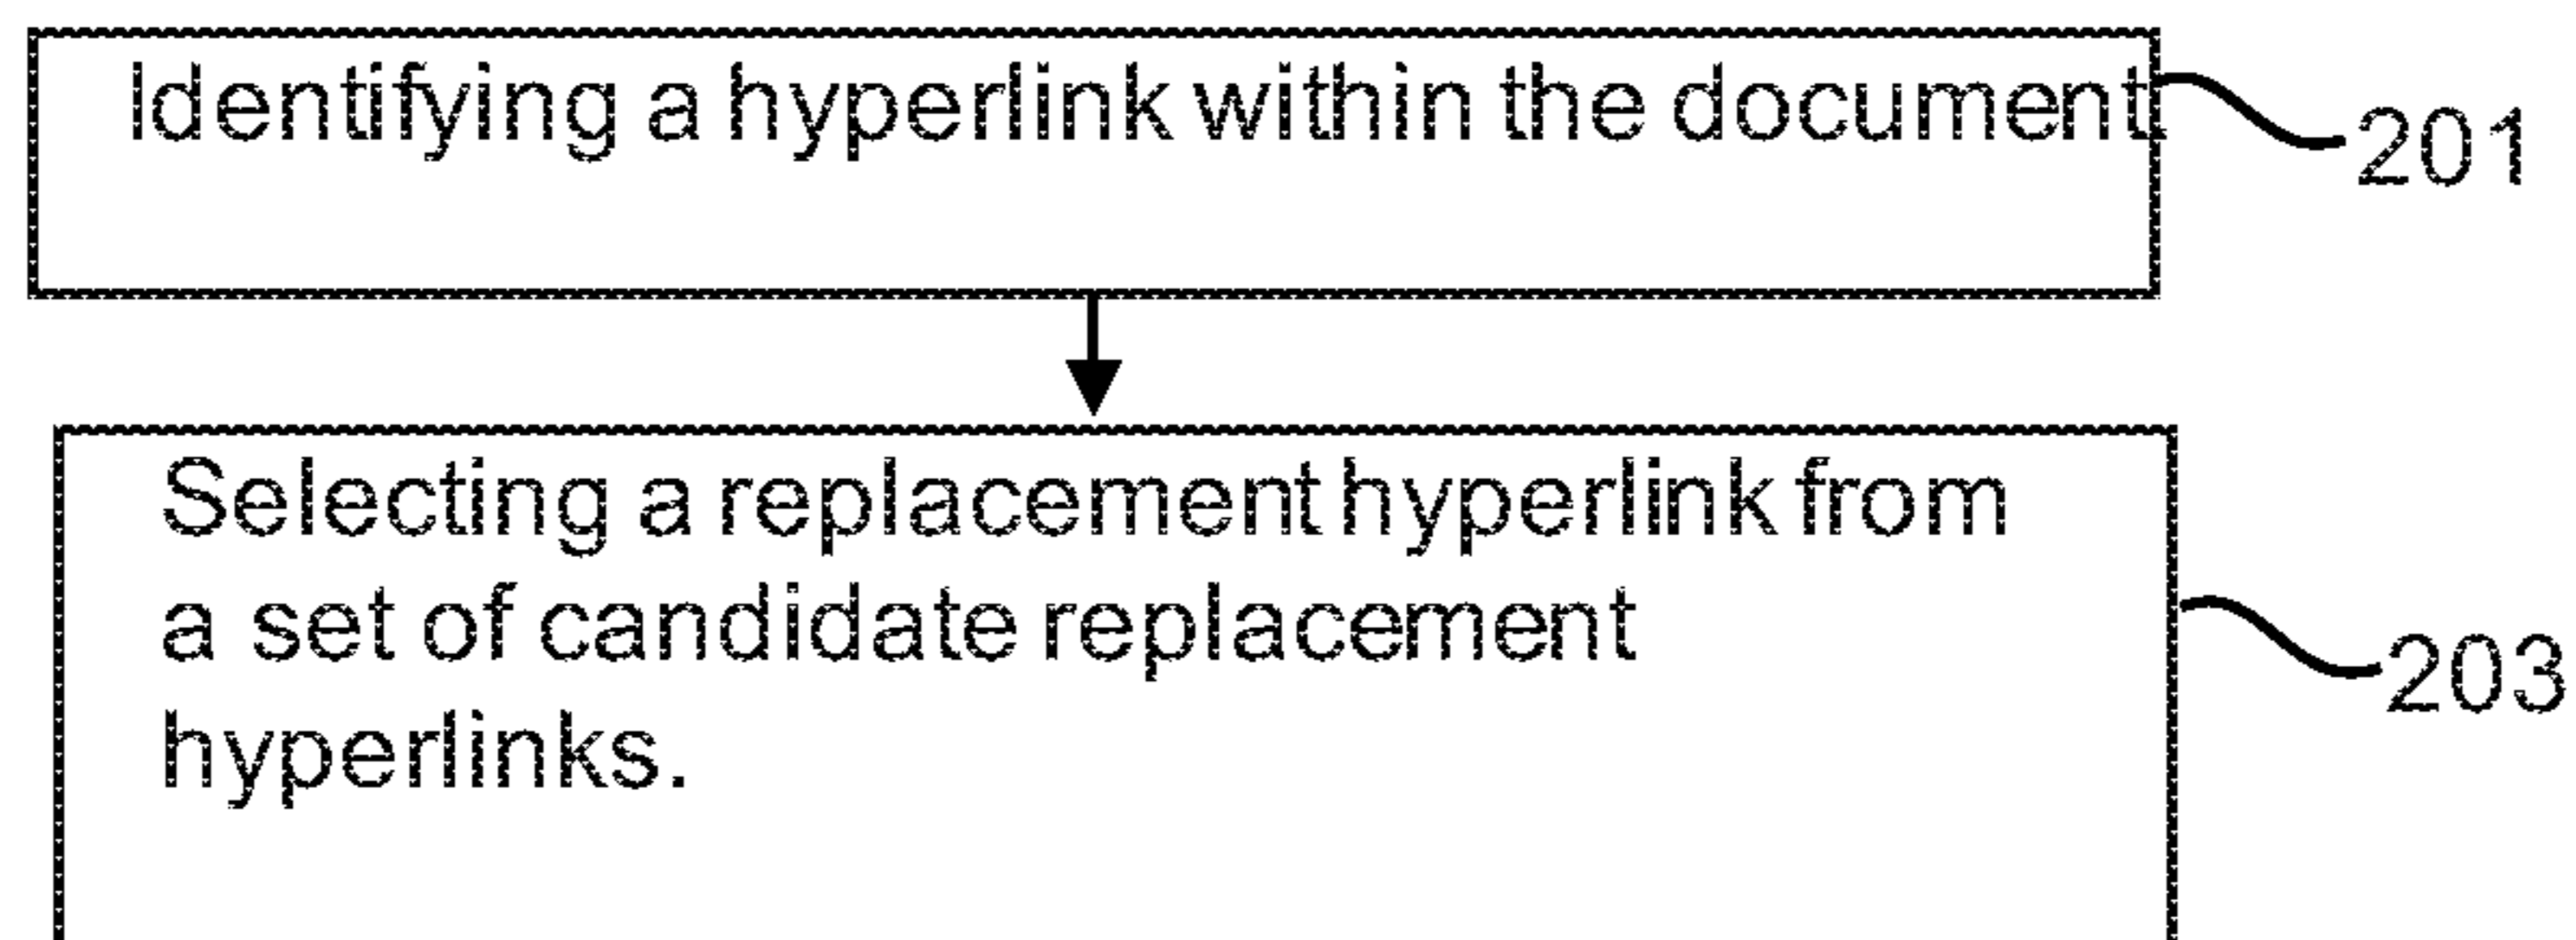 Identifying a hyperlink within the document.
201
Selecting a replacement hyperlink from
a set of candidate replacement
hyperlinks.
203